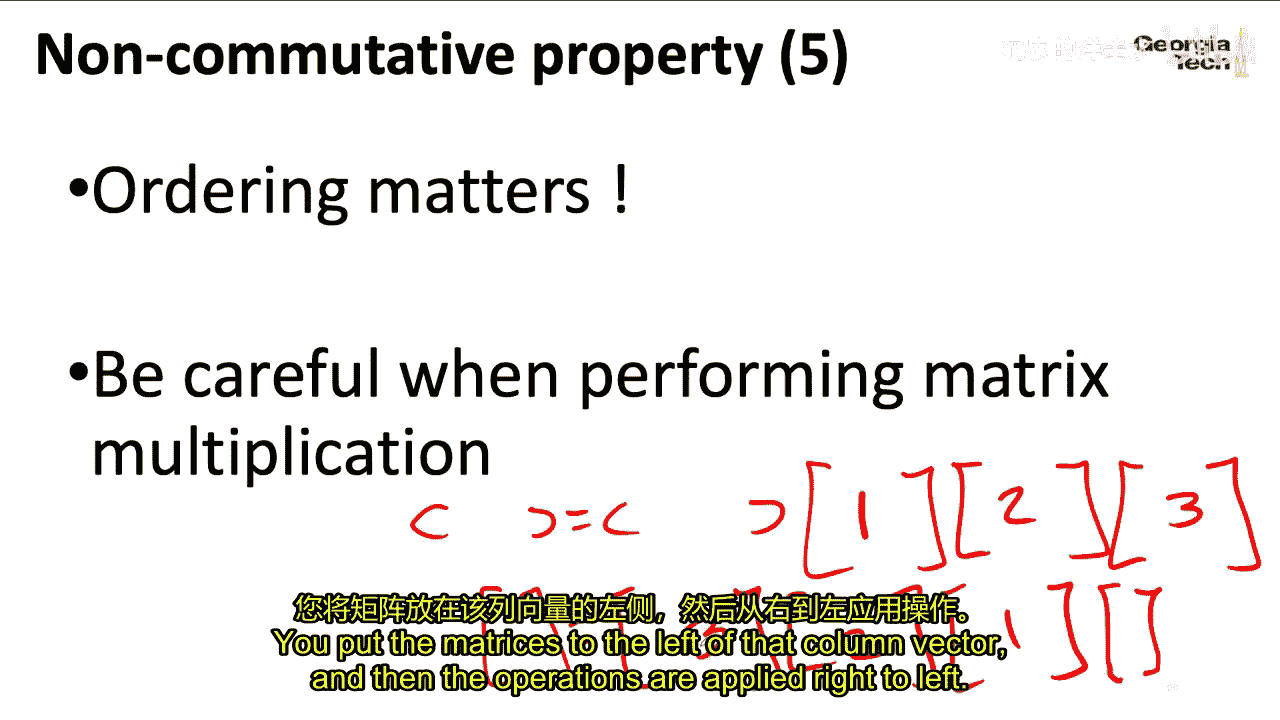 Non-commutative property (5)
Georgia
Tech
•Ordering matters !
•Be careful when performing matrix
multiplication
( ) = ( ) [ 1 ] [ 2 ] [ 3 ]
您将矩阵放在该列向量的左侧，然后从右到左应用操作。
You put the matrices to the left of that column vector,
and then the operations are applied right to left.